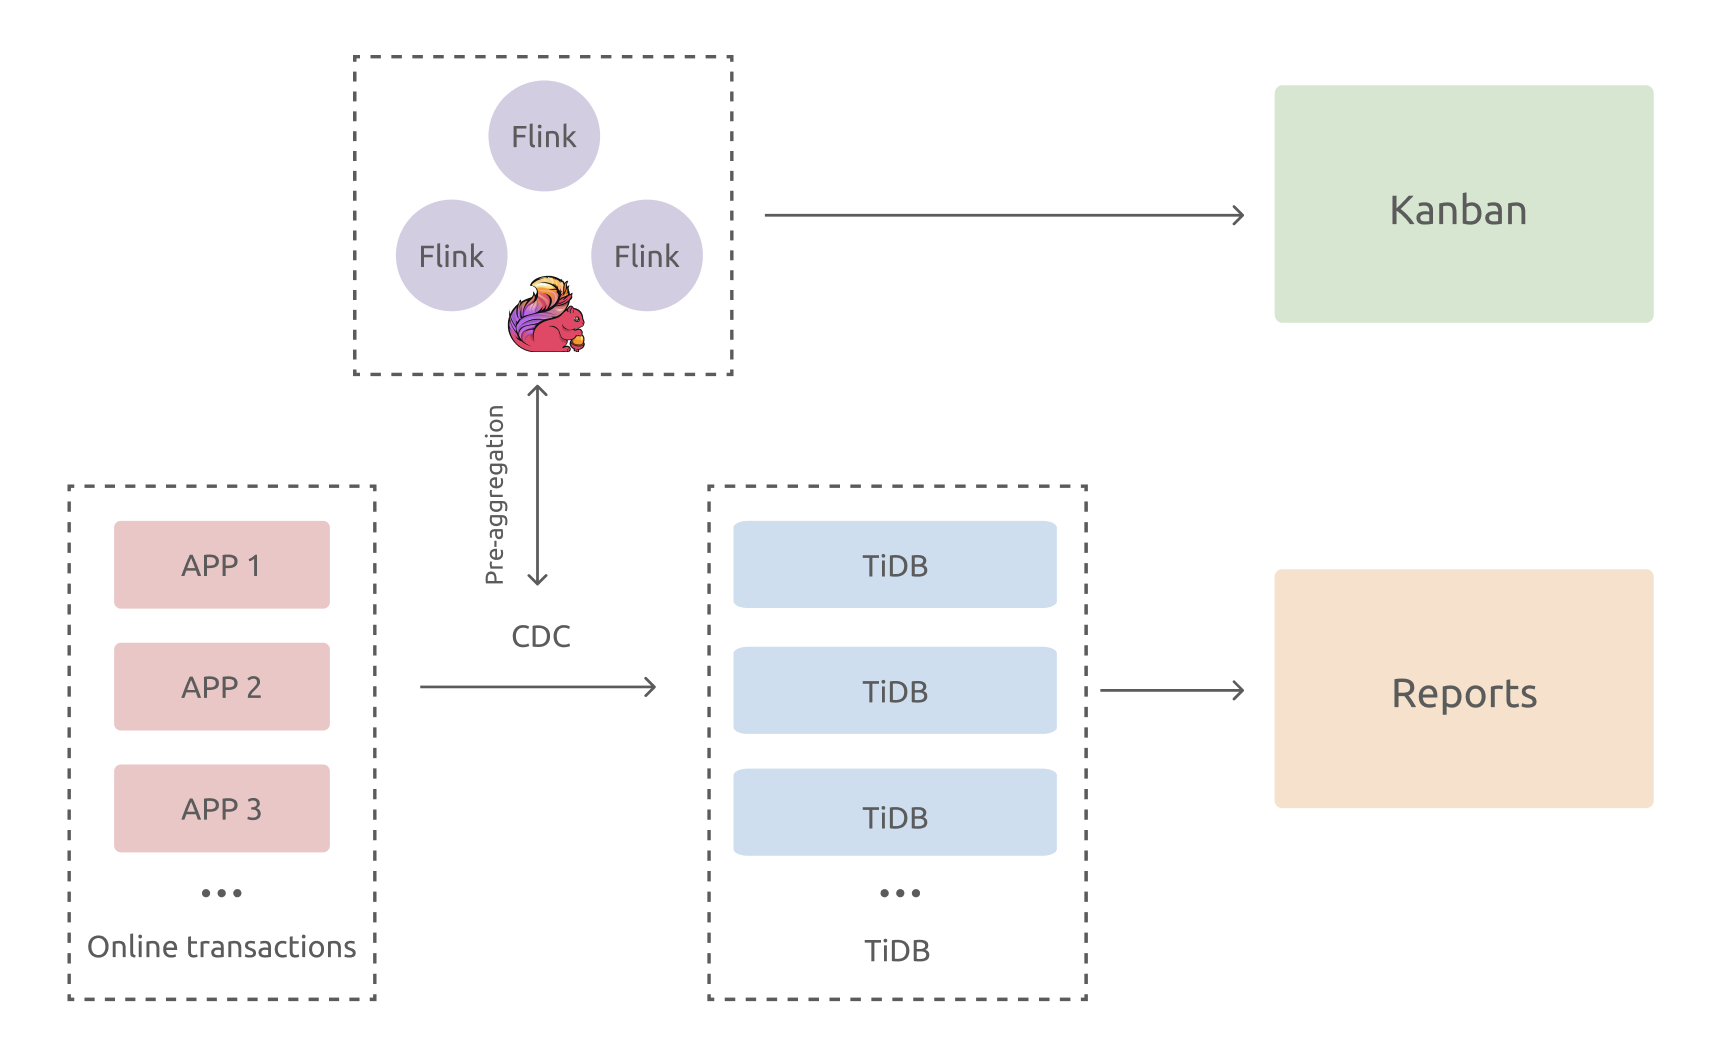 Flink
Flink
Flink
Kanban
Pre-aggregation
CDC
APP 1
APP 2
APP 3
...
Online transactions
TiDB
TiDB
TiDB
...
TiDB
Reports